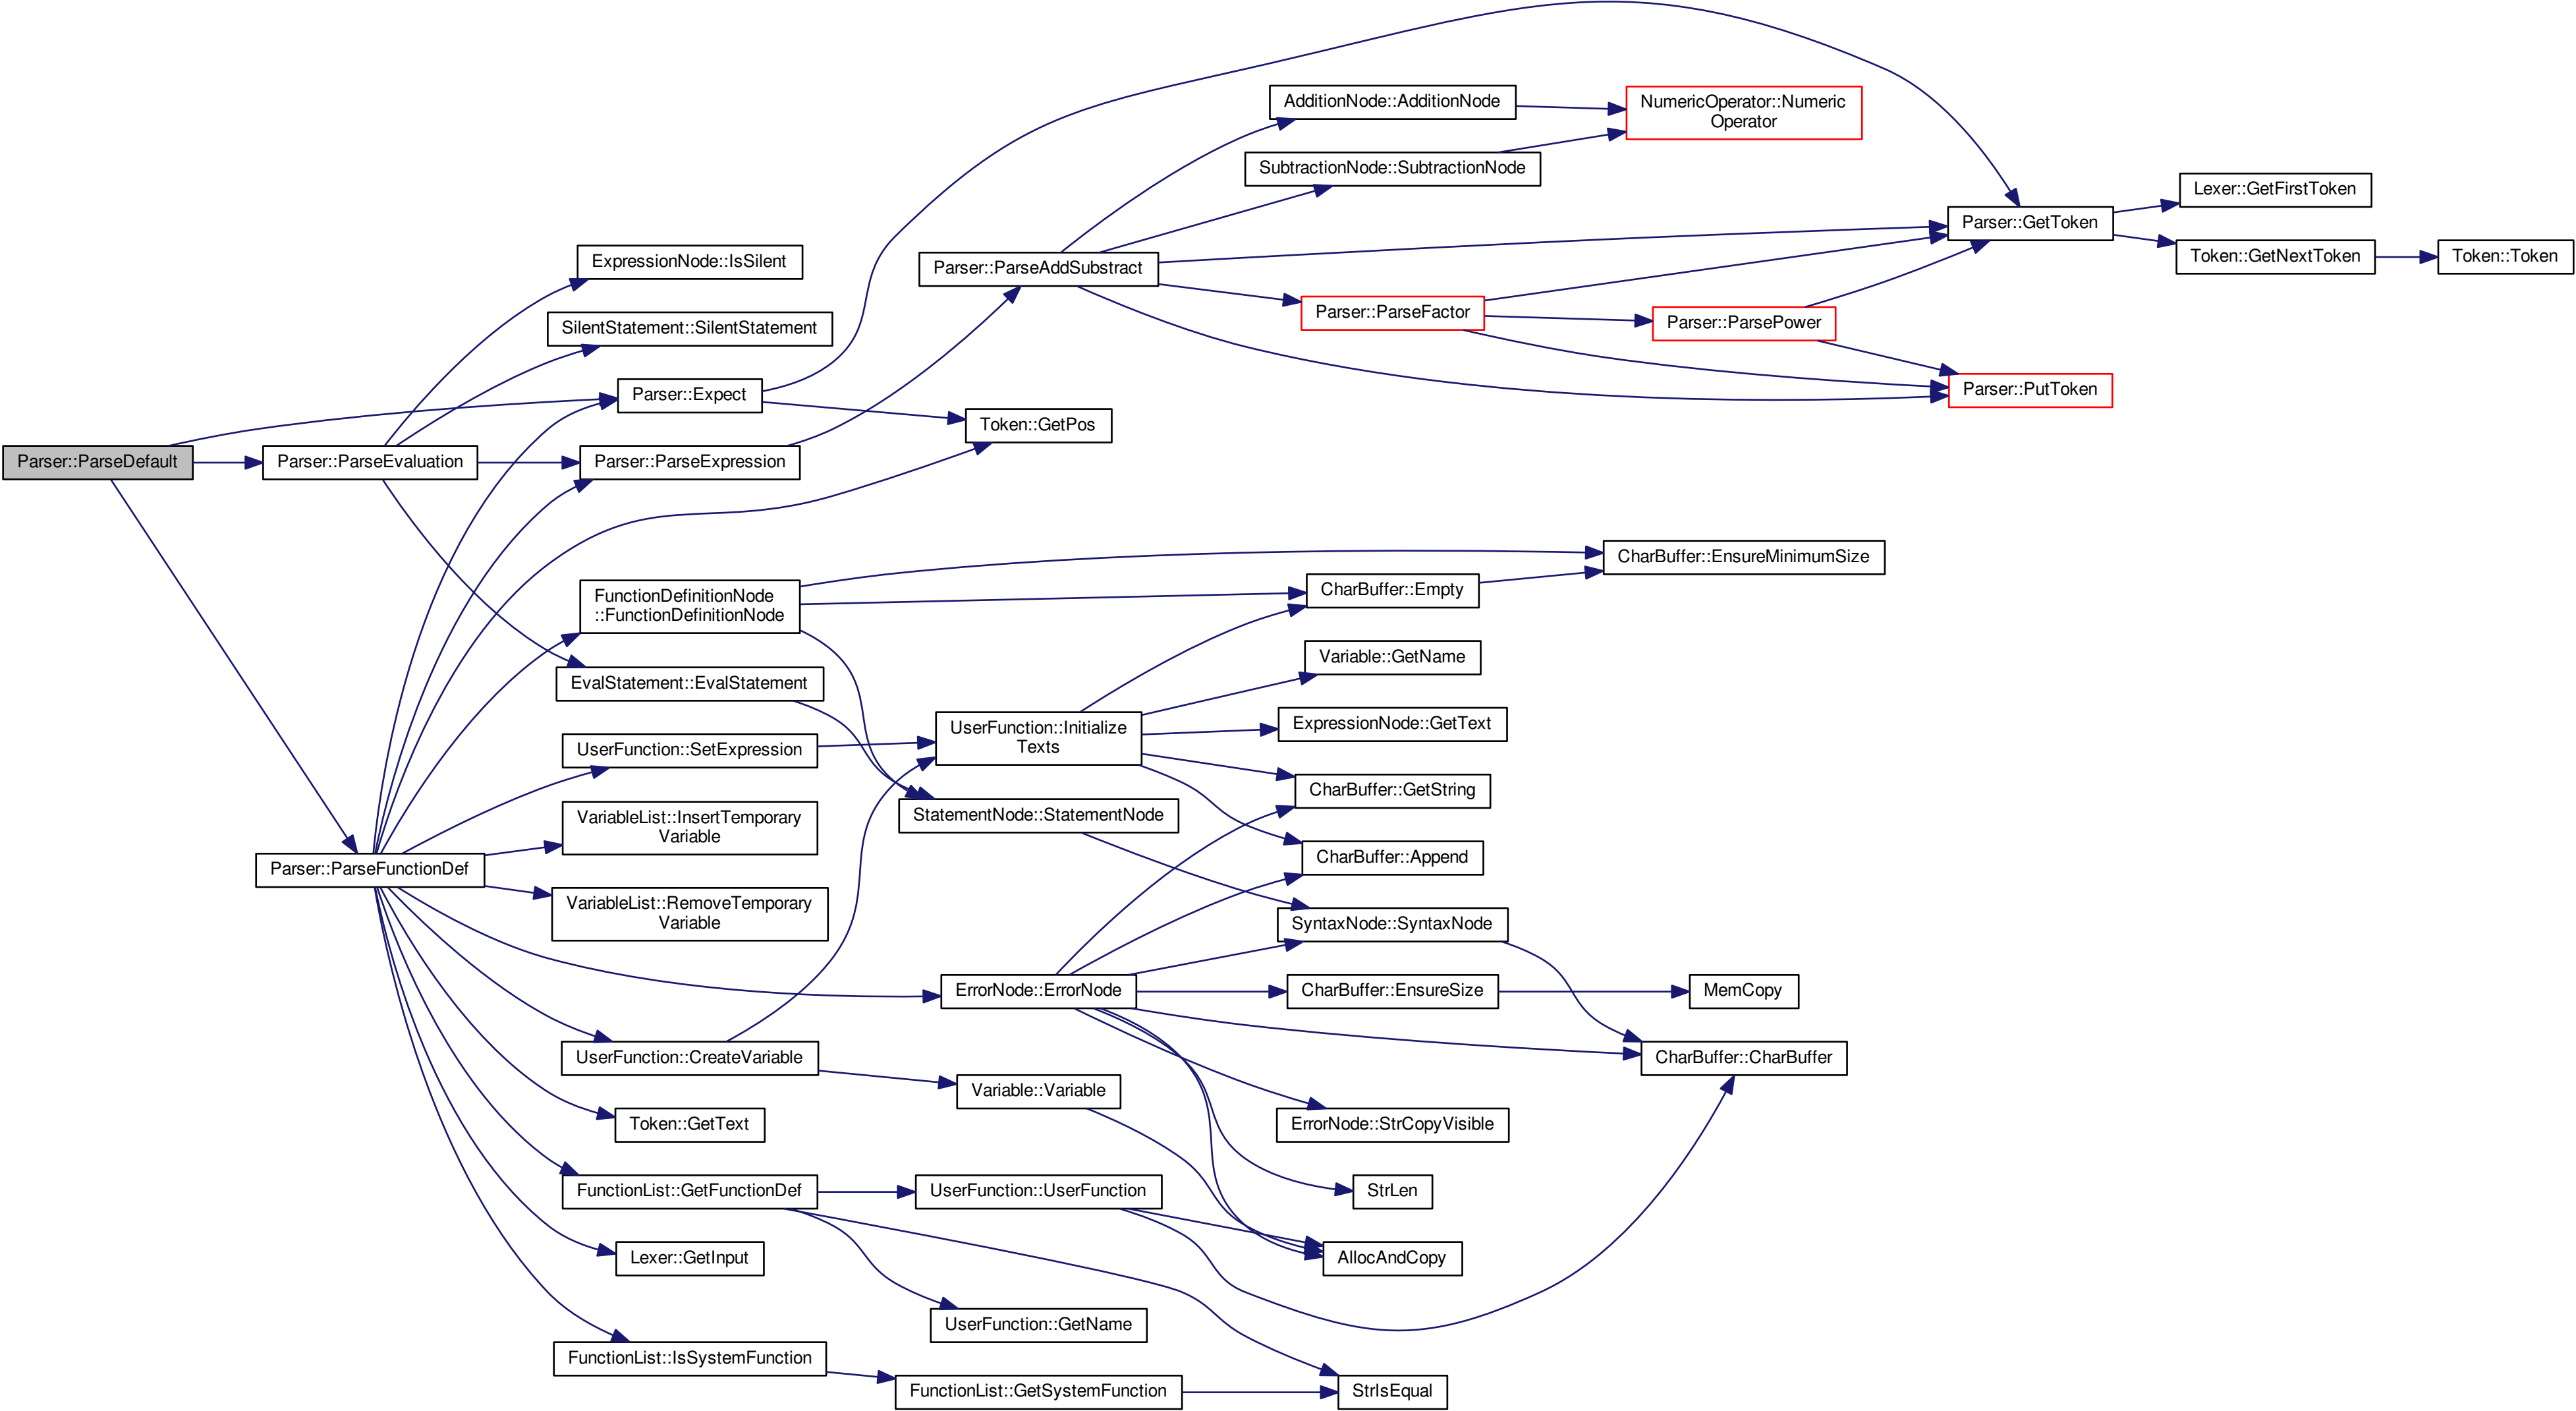 Parser::ParseDefault
Parser::ParseEvaluation
Parser::ParseFunctionDef
ExpressionNode::IsSilent
SilentStatement::SilentStatement
Parser::Expect
Parser::ParseExpression
FunctionDefinitionNode
::FunctionDefinitionNode
EvalStatement::EvalStatement
UserFunction::SetExpression
VariableList::InsertTemporary
Variable
VariableList::RemoveTemporary
Variable
UserFunction::CreateVariable
Token::GetText
FunctionList::GetFunctionDef
Lexer::GetInput
FunctionList::IsSystemFunction
Parser::ParseAddSubstract
Token::GetPos
UserFunction::Initialize
Texts
StatementNode::StatementNode
ErrorNode::ErrorNode
Variable::Variable
UserFunction::UserFunction
UserFunction::GetName
FunctionList::GetSystemFunction
AdditionNode::AdditionNode
SubtractionNode::SubtractionNode
Parser::ParseFactor
CharBuffer::Empty
Variable::GetName
ExpressionNode::GetText
CharBuffer::GetString
CharBuffer::Append
SyntaxNode::SyntaxNode
CharBuffer::EnsureSize
ErrorNode::StrCopyVisible
StrLen
AllocAndCopy
StrIsEqual
NumericOperator::Numeric
Operator
Parser::ParsePower
CharBuffer::EnsureMinimumSize
MemCopy
CharBuffer::CharBuffer
Parser::GetToken
Parser::PutToken
Lexer::GetFirstToken
Token::GetNextToken
Token::Token